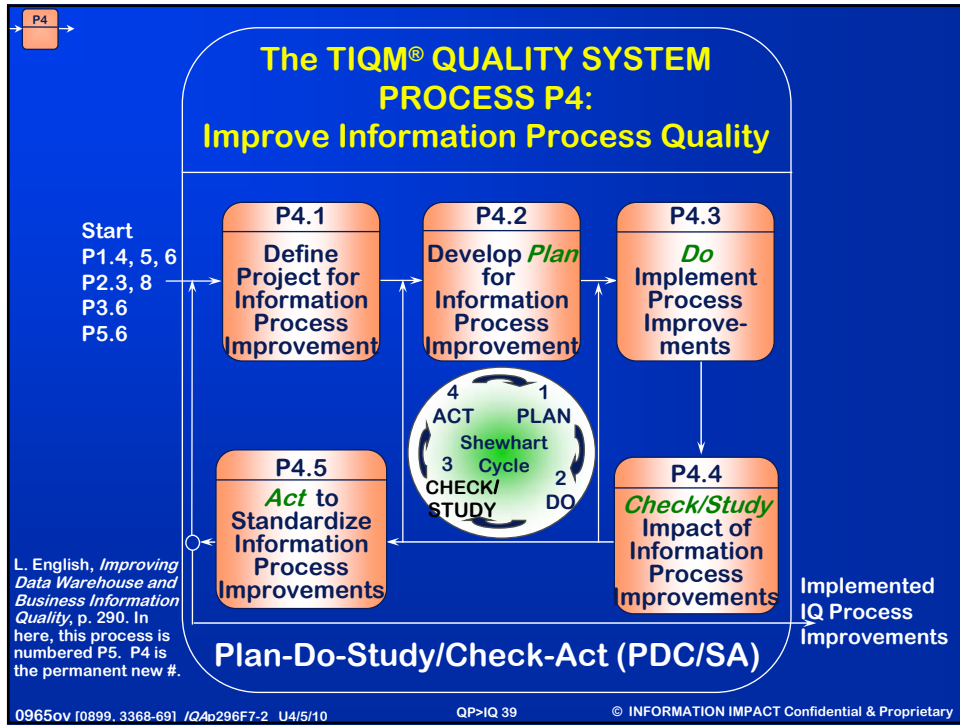 P4
The TIQM® QUALITY SYSTEM
PROCESS P4:
Improve Information Process Quality
Start
P1.4, 5, 6
P2.3, 8
P3.6
P5.6
P4.1
Define
Project for
Information
Process
Improvement
P4.2
Develop Plan
for
Information
Process
Improvement
P4.3
Do
Implement
Process
Improve-
ments
4
ACT
1
PLAN
Shewhart
Cycle
3
CHECK/
STUDY
2
DO
P4.5
Act to
Standardize
Information
Process
Improvements
P4.4
Check/Study
Impact of
Information
Process
Improvements
L. English, Improving
Data Warehouse and
Business Information
Quality, p. 290. In
here, this process is
numbered P5. P4 is
the permanent new #.
Implemented
IQ Process
Improvements
Plan-Do-Study/Check-Act (PDC/SA)
0965ov [0899, 3368-69] IQAp296F7-2 U4/5/10
QP>IQ 39
© INFORMATION IMPACT Confidential & Proprietary